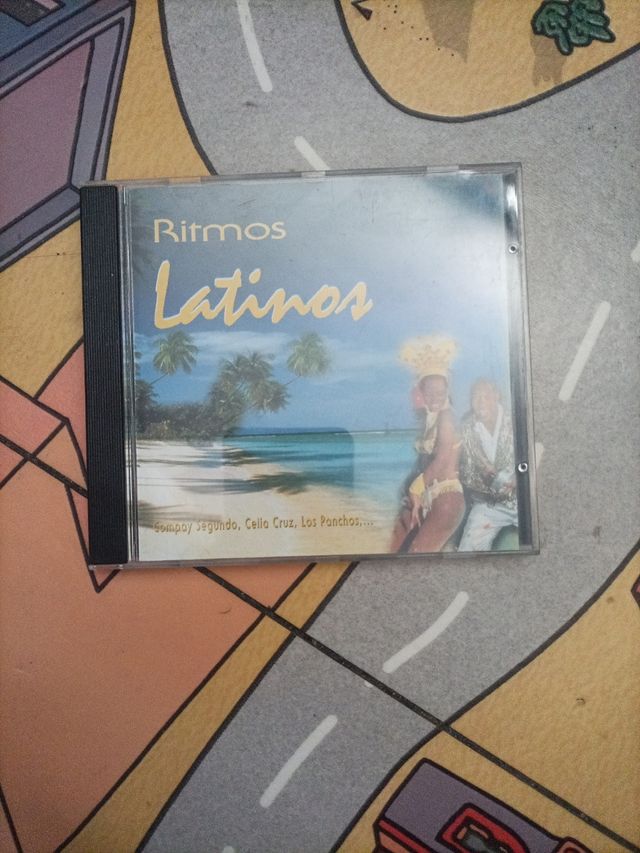 Ritmos
Latinos
Compay Segundo, Celia Cruz, Los Panchos,...